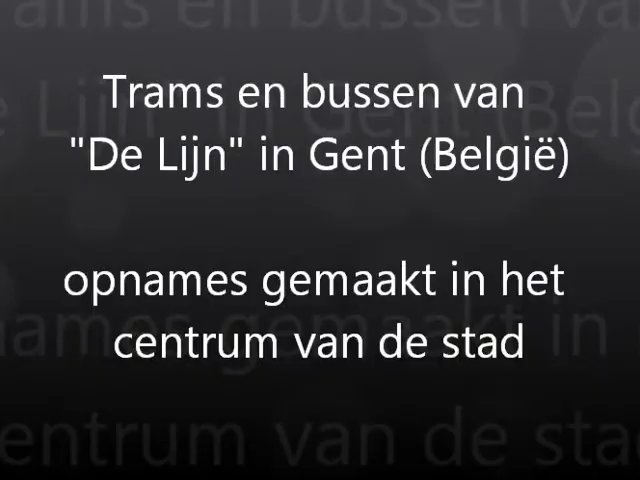 Trams en bussen van
"De Lijn" in Gent (België)
opnames gemaakt in het
centrum van de stad